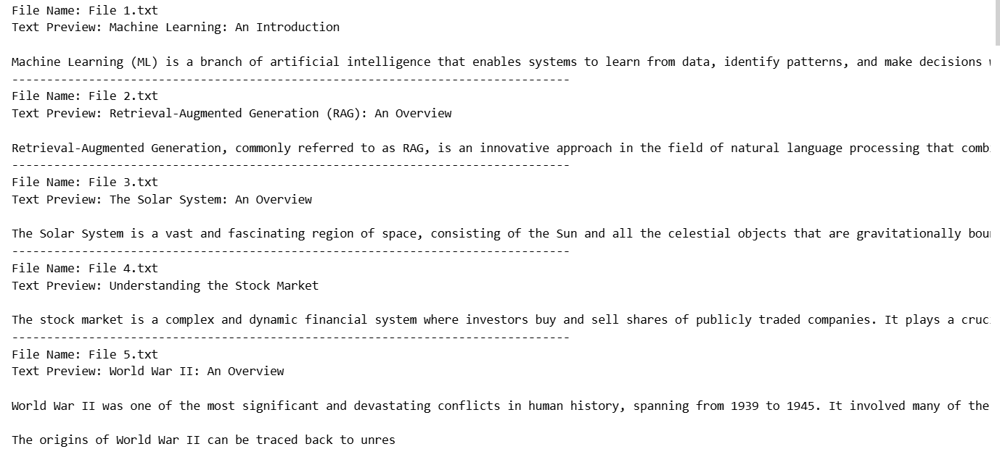 File Name: File 1.txt
Text Preview: Machine Learning: An Introduction
Machine Learning (ML) is a branch of artificial intelligence that enables systems to learn from data, identify patterns, and make decisions
--------------------------------------------------------------------------------
File Name: File 2.txt
Text Preview: Retrieval-Augmented Generation (RAG): An Overview
Retrieval-Augmented Generation, commonly referred to as RAG, is an innovative approach in the field of natural language processing that comb
--------------------------------------------------------------------------------
File Name: File 3.txt
Text Preview: The Solar System: An Overview
The Solar System is a vast and fascinating region of space, consisting of the Sun and all the celestial objects that are gravitationally bou
--------------------------------------------------------------------------------
File Name: File 4.txt
Text Preview: Understanding the Stock Market
The stock market is a complex and dynamic financial system where investors buy and sell shares of publicly traded companies. It plays a cruc
--------------------------------------------------------------------------------
File Name: File 5.txt
Text Preview: World War II: An Overview
World War II was one of the most significant and devastating conflicts in human history, spanning from 1939 to 1945. It involved many of the
The origins of World War II can be traced back to unres